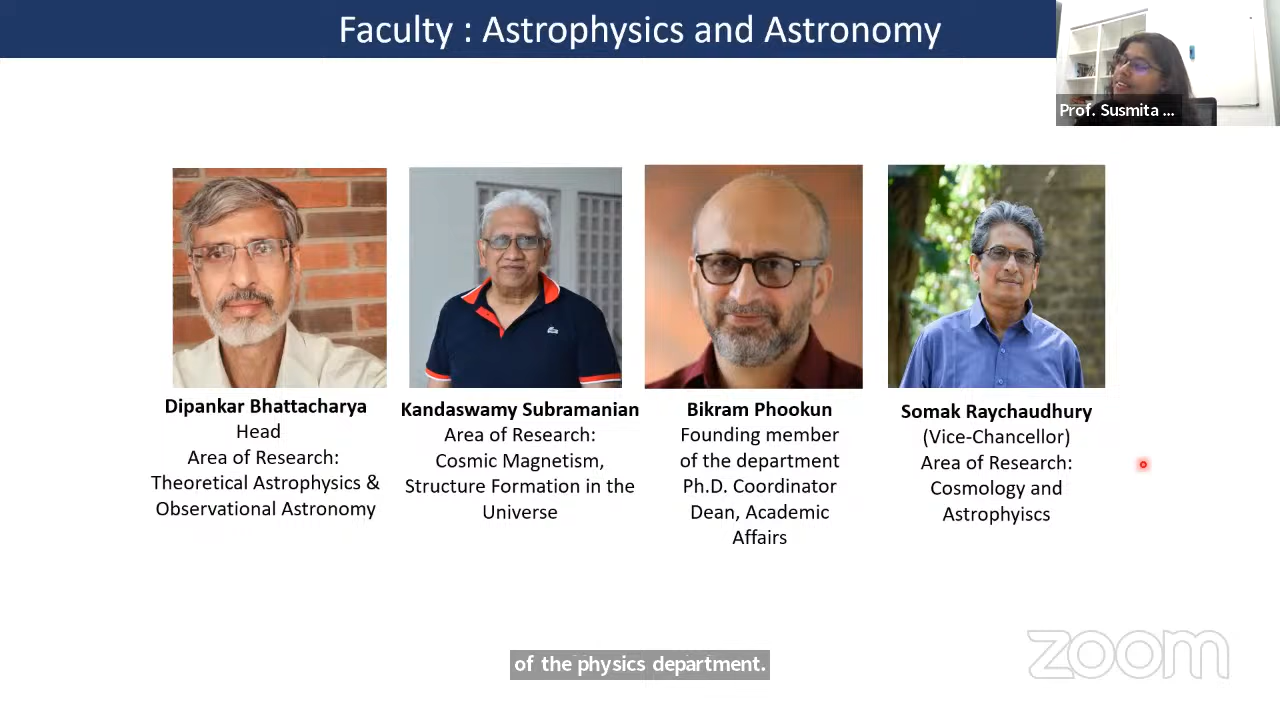 Faculty : Astrophysics and Astronomy
Prof. Susmita ...
Dipankar Bhattacharya
Head
Area of Research:
Theoretical Astrophysics &
Observational Astronomy
Kandaswamy Subramanian
Area of Research:
Cosmic Magnetism,
Structure Formation in the
Universe
Bikram Phookun
Founding member
of the department
Ph.D. Coordinator
Dean, Academic
Affairs
Somak Raychaudhury
(Vice-Chancellor)
Area of Research:
Cosmology and
Astrophyiscs
of the physics department.
zoom